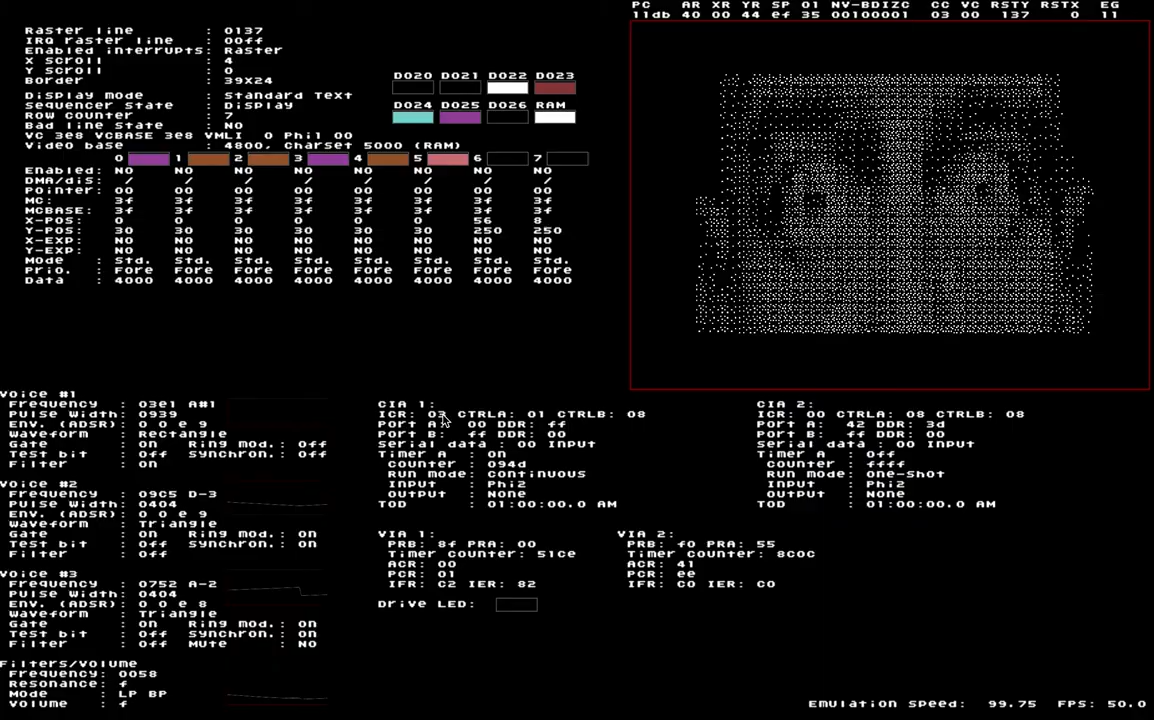 PC AR XR YR SP 01 NV-BDIZC CC VC RSTY RSTX EG
11db 40 00 44 ef 35 00100001 03 00 137 0 11
Raster line : 0137
IRQ raster line : 00ff
Enabled interrupts: Raster
X Scroll : 4
Y Scroll : 0
Border : 39X24
Display mode : Standard Text
Sequencer state : Display
Row counter : 7
Bad line state : NO
VC 3e8 VCBASE 3e8 VMLI 0 Phi1 00
Video base : 4800, Charset 5000 (RAM)
D020 D021 D022 D023
D024 D025 D026 RAM
0 1 2 3 4 5 6 7
Enabled: NO NO NO NO NO NO NO NO
DMA/dis: / / / / / / / /
Pointer: 00 00 00 00 00 00 00 00
MC: 3f 3f 3f 3f 3f 3f 3f 3f
MCBASE: 3f 3f 3f 3f 3f 3f 3f 3f
X-POS: 0 0 0 0 0 0 56 8
Y-POS: 30 30 30 30 30 30 250 250
X-EXP: NO NO NO NO NO NO NO NO
Y-EXP: NO NO NO NO NO NO NO NO
Mode : Std. Std. Std. Std. Std. Std. Std. Std.
Prio. : Fore Fore Fore Fore Fore Fore Fore Fore
Data : 4000 4000 4000 4000 4000 4000 4000 4000
Voice #1
Frequency : 03e1 A#1
Pulse Width : 0939
Env. (ADSR) : 0 0 e 9
Waveform : Rectangle
Gate : On Ring mod.: Off
Test bit : Off Synchron.: Off
Filter : On
Voice #2
Frequency : 09c5 D-3
Pulse Width : 0404
Env. (ADSR) : 0 0 e 9
Waveform : Triangle
Gate : On Ring mod.: On
Test bit : Off Synchron.: On
Filter : Off
Voice #3
Frequency : 0752 A-2
Pulse Width : 0404
Env. (ADSR) : 0 0 e 8
Waveform : Triangle
Gate : On Ring mod.: On
Test bit : Off Synchron.: On
Filter : Off Mute : NO
Filters/Volume
Frequency: 0058
Resonance: f
Mode : LP BP
Volume : f
CIA 1:
ICR: 03 CTRLA: 01 CTRLB: 08
Port A: 00 DDR: ff
Port B: ff DDR: 00
Serial data : 00 Input
Timer A : On
Counter : 094d
Run mode: Continuous
Input : Phi2
Output : None
TOD : 01:00:00.0 AM
CIA 2:
ICR: 00 CTRLA: 08 CTRLB: 08
Port A: 42 DDR: 3d
Port B: ff DDR: 00
Serial data : 00 Input
Timer A : Off
Counter : ffff
Run mode: One-Shot
Input : Phi2
Output : None
TOD : 01:00:00.0 AM
VIA 1:
PRB: 8f PRA: 00
Timer Counter: 51ce
ACR: 00
PCR: 01
IFR: C2 IER: 82
VIA 2:
PRB: f0 PRA: 55
Timer Counter: 8c0c
ACR: 41
PCR: ee
IFR: C0 IER: C0
Drive LED:
Emulation Speed: 99.75 FPS: 50.0